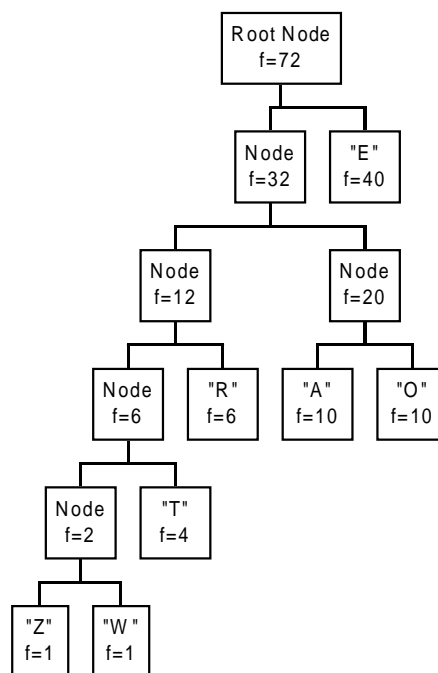 Root Node
f=72
Node
f=32
"E"
f=40
Node
f=12
Node
f=20
Node
f=6
"R"
f=6
"A"
f=10
"O"
f=10
Node
f=2
"T"
f=4
"Z"
f=1
"W"
f=1